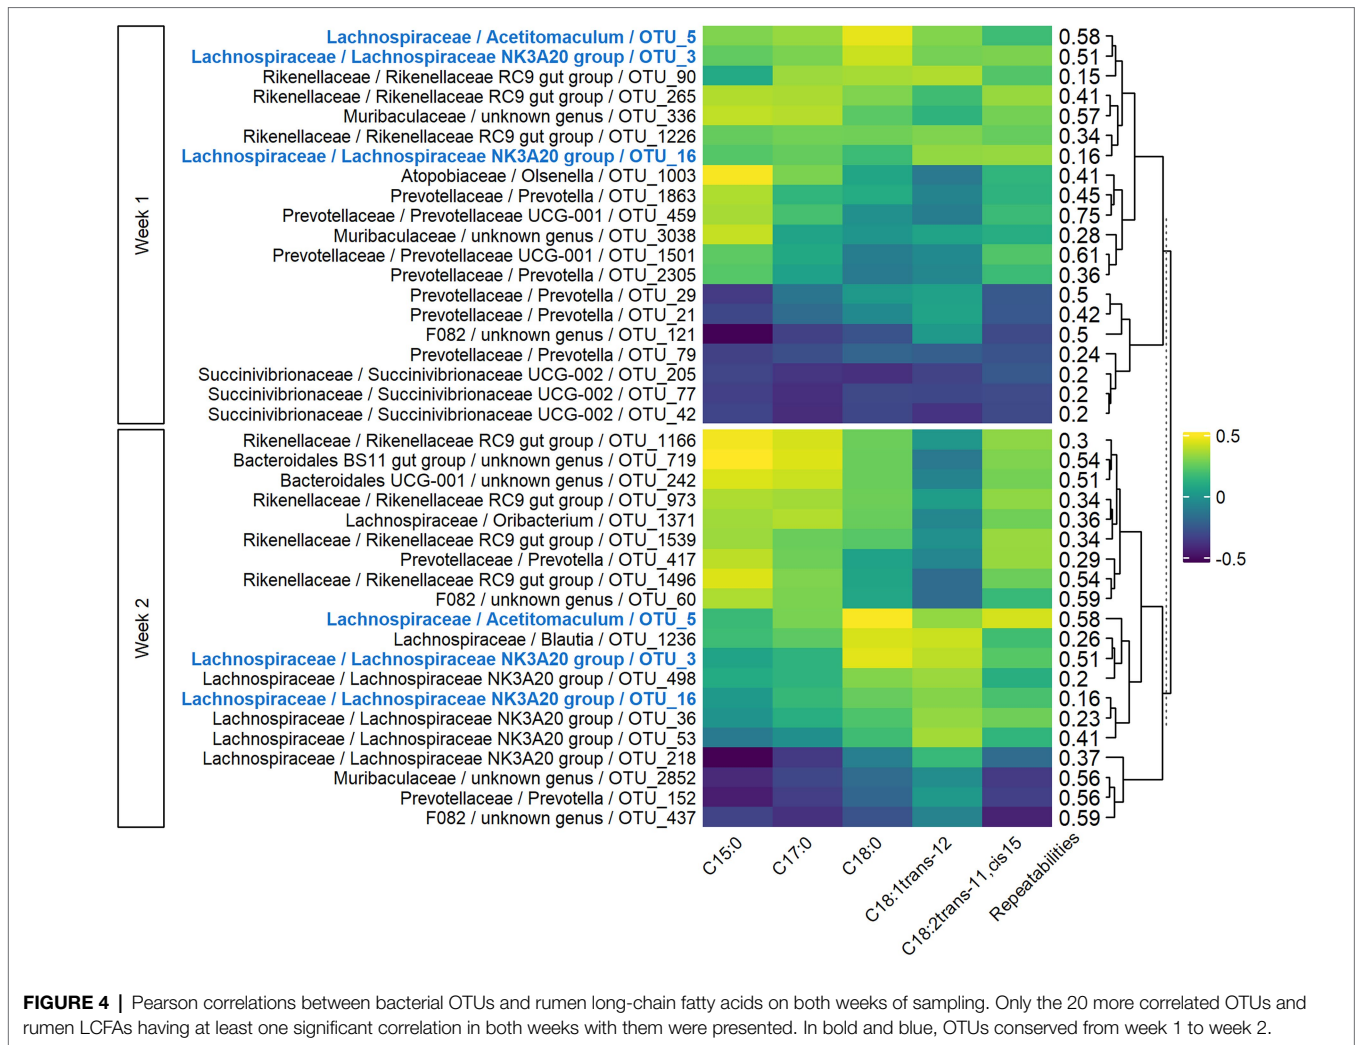 Week 1
Lachnospiraceae / Acetitomaculum / OTU_5 0.58
Lachnospiraceae / Lachnospiraceae NK3A20 group / OTU_3 0.51
Rikenellaceae / Rikenellaceae RC9 gut group / OTU_90 0.15
Rikenellaceae / Rikenellaceae RC9 gut group / OTU_265 0.41
Muribaculaceae / unknown genus / OTU_336 0.57
Rikenellaceae / Rikenellaceae RC9 gut group / OTU_1226 0.34
Lachnospiraceae / Lachnospiraceae NK3A20 group / OTU_16 0.16
Atopobiaceae / Olsenella / OTU_1003 0.41
Prevotellaceae / Prevotella / OTU_1863 0.45
Prevotellaceae / Prevotellaceae UCG-001 / OTU_459 0.75
Muribaculaceae / unknown genus / OTU_3038 0.28
Prevotellaceae / Prevotellaceae UCG-001 / OTU_1501 0.61
Prevotellaceae / Prevotella / OTU_2305 0.36
Prevotellaceae / Prevotella / OTU_29 0.5
Prevotellaceae / Prevotella / OTU_21 0.42
F082 / unknown genus / OTU_121 0.5
Prevotellaceae / Prevotella / OTU_79 0.24
Succinivibrionaceae / Succinivibrionaceae UCG-002 / OTU_205 0.2
Succinivibrionaceae / Succinivibrionaceae UCG-002 / OTU_77 0.2
Succinivibrionaceae / Succinivibrionaceae UCG-002 / OTU_42 0.2
Week 2
Rikenellaceae / Rikenellaceae RC9 gut group / OTU_1166 0.3
Bacteroidales BS11 gut group / unknown genus / OTU_719 0.54
Bacteroidales UCG-001 / unknown genus / OTU_242 0.51
Rikenellaceae / Rikenellaceae RC9 gut group / OTU_973 0.34
Lachnospiraceae / Oribacterium / OTU_1371 0.36
Rikenellaceae / Rikenellaceae RC9 gut group / OTU_1539 0.34
Prevotellaceae / Prevotella / OTU_417 0.29
Rikenellaceae / Rikenellaceae RC9 gut group / OTU_1496 0.54
F082 / unknown genus / OTU_60 0.59
Lachnospiraceae / Acetitomaculum / OTU_5 0.58
Lachnospiraceae / Blautia / OTU_1236 0.26
Lachnospiraceae / Lachnospiraceae NK3A20 group / OTU_3 0.51
Lachnospiraceae / Lachnospiraceae NK3A20 group / OTU_498 0.2
Lachnospiraceae / Lachnospiraceae NK3A20 group / OTU_16 0.16
Lachnospiraceae / Lachnospiraceae NK3A20 group / OTU_36 0.23
Lachnospiraceae / Lachnospiraceae NK3A20 group / OTU_53 0.41
Lachnospiraceae / Lachnospiraceae NK3A20 group / OTU_218 0.37
Muribaculaceae / unknown genus / OTU_2852 0.56
Prevotellaceae / Prevotella / OTU_152 0.56
F082 / unknown genus / OTU_437 0.59
C15:0
C17:0
C18:0
C18:1trans-12
C18:2trans-11,cis15
Repeatabilities
0.5
0
-0.5
FIGURE 4 | Pearson correlations between bacterial OTUs and rumen long-chain fatty acids on both weeks of sampling. Only the 20 more correlated OTUs and
rumen LCFAs having at least one significant correlation in both weeks with them were presented. In bold and blue, OTUs conserved from week 1 to week 2.